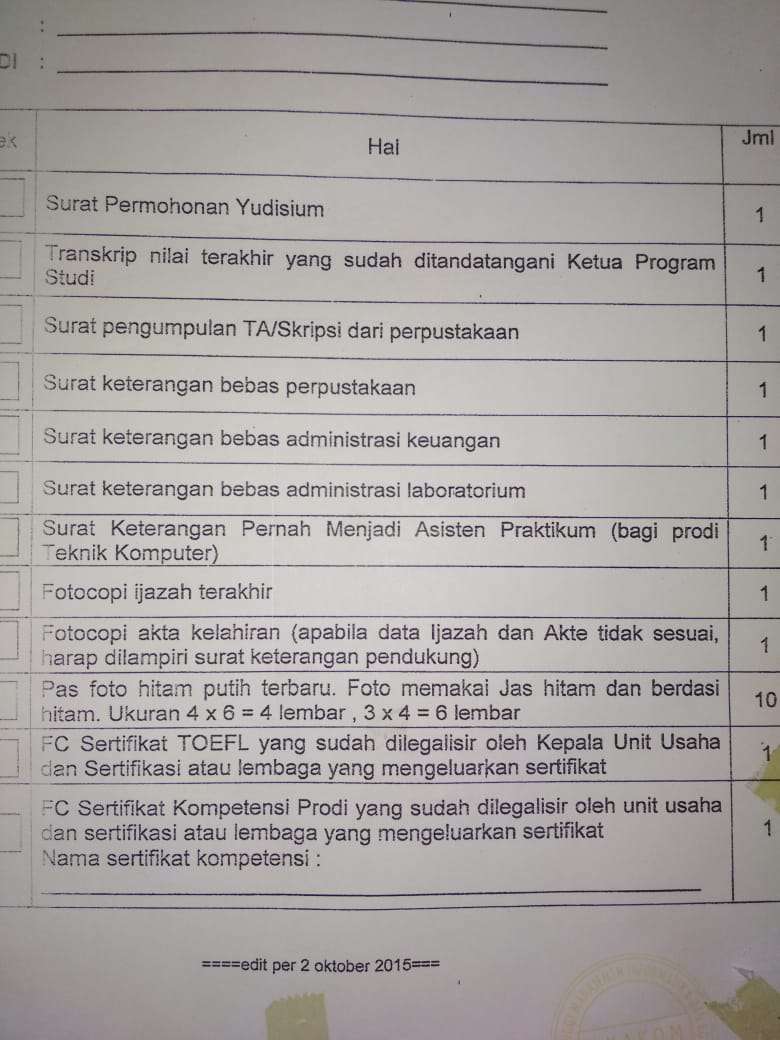 :
DI :
ek Hal Jml
Surat Permohonan Yudisium 1
Transkrip nilai terakhir yang sudah ditandatangani Ketua Program
Studi 1
Surat pengumpulan TA/Skripsi dari perpustakaan 1
Surat keterangan bebas perpustakaan 1
Surat keterangan bebas administrasi keuangan 1
Surat keterangan bebas administrasi laboratorium 1
Surat Keterangan Pernah Menjadi Asisten Praktikum (bagi prodi
Teknik Komputer) 1
Fotocopi ijazah terakhir 1
Fotocopi akta kelahiran (apabila data Ijazah dan Akte tidak sesuai,
harap dilampiri surat keterangan pendukung) 1
Pas foto hitam putih terbaru. Foto memakai Jas hitam dan berdasi
hitam. Ukuran 4 x 6 = 4 lembar , 3 x 4 = 6 lembar 10
FC Sertifikat TOEFL yang sudah dilegalisir oleh Kepala Unit Usaha
dan Sertifikasi atau lembaga yang mengeluarkan sertifikat 1
FC Sertifikat Kompetensi Prodi yang sudah dilegalisir oleh unit usaha
dan sertifikasi atau lembaga yang mengeluarkan sertifikat 1
Nama sertifikat kompetensi :
====edit per 2 oktober 2015===